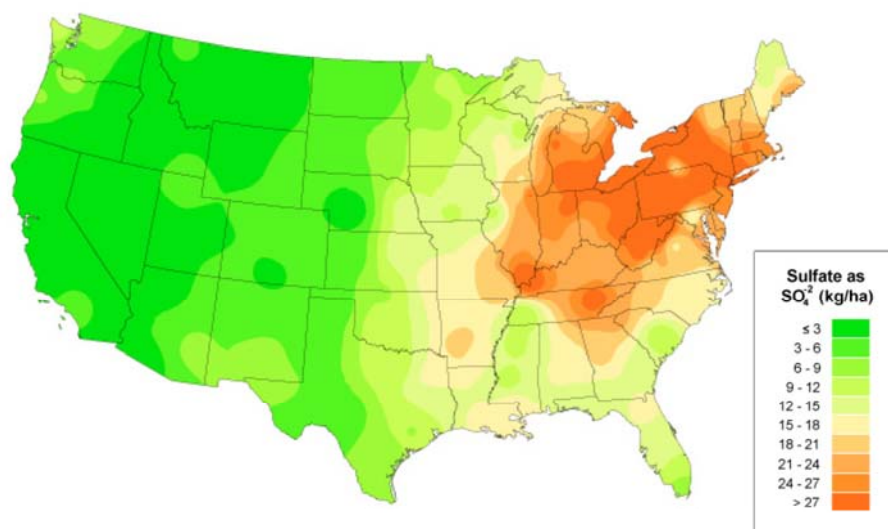 Sulfate as
SO₄⁻² (kg/ha)
≤ 3
3 - 6
6 - 9
9 - 12
12 - 15
15 - 18
18 - 21
21 - 24
24 - 27
> 27